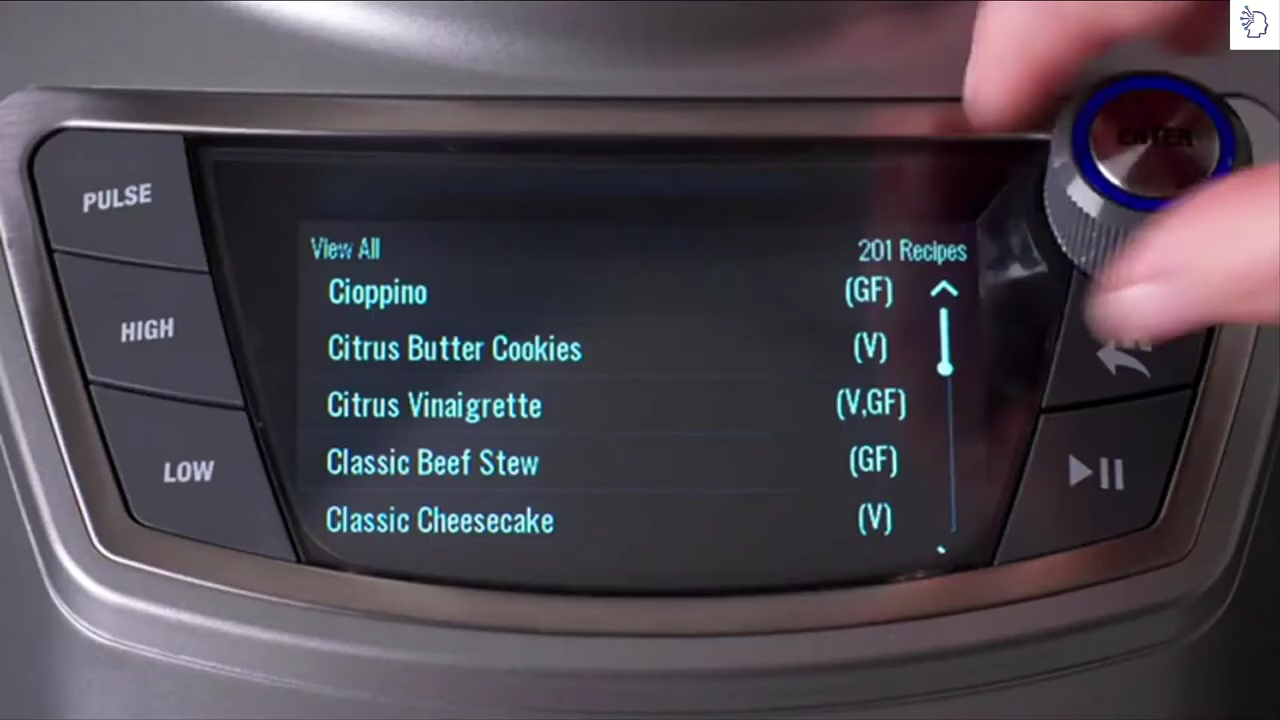 PULSE
HIGH
LOW
View All 201 Recipes
Cioppino (GF)
Citrus Butter Cookies (V)
Citrus Vinaigrette (V,GF)
Classic Beef Stew (GF)
Classic Cheesecake (V)
ENTER